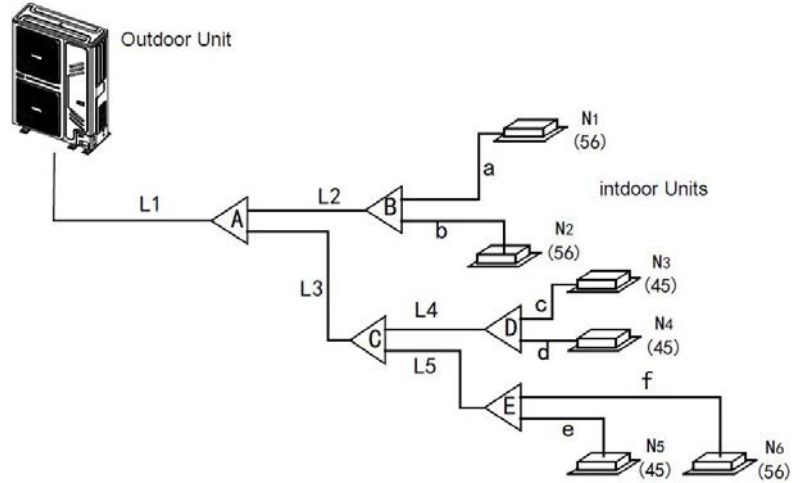 Outdoor Unit
N1
(56)
a
intdoor Units
L1
A
L2
B
b
N2
(56)
L3
N3
(45)
c
L4
D
C
d
N4
(45)
L5
f
E
e
N5
(45)
N6
(56)